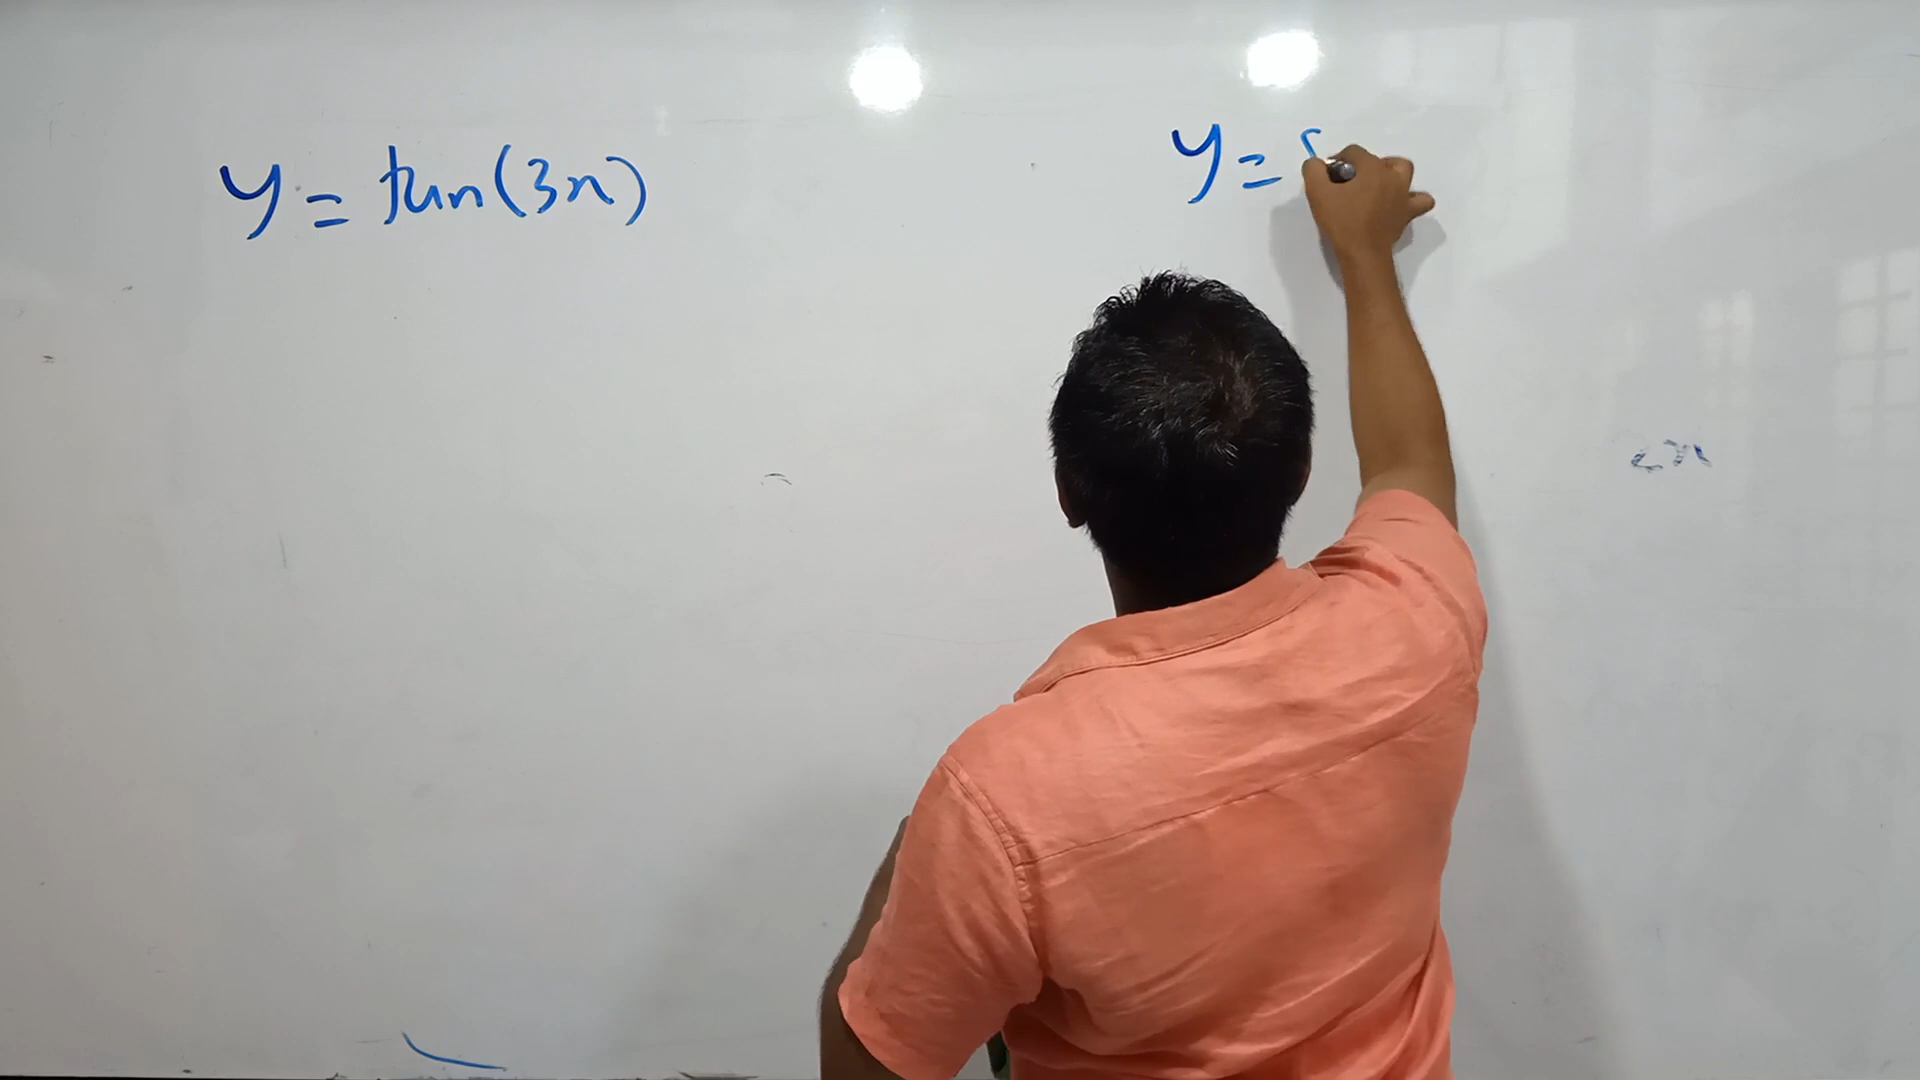 y = tan(3x)
y =